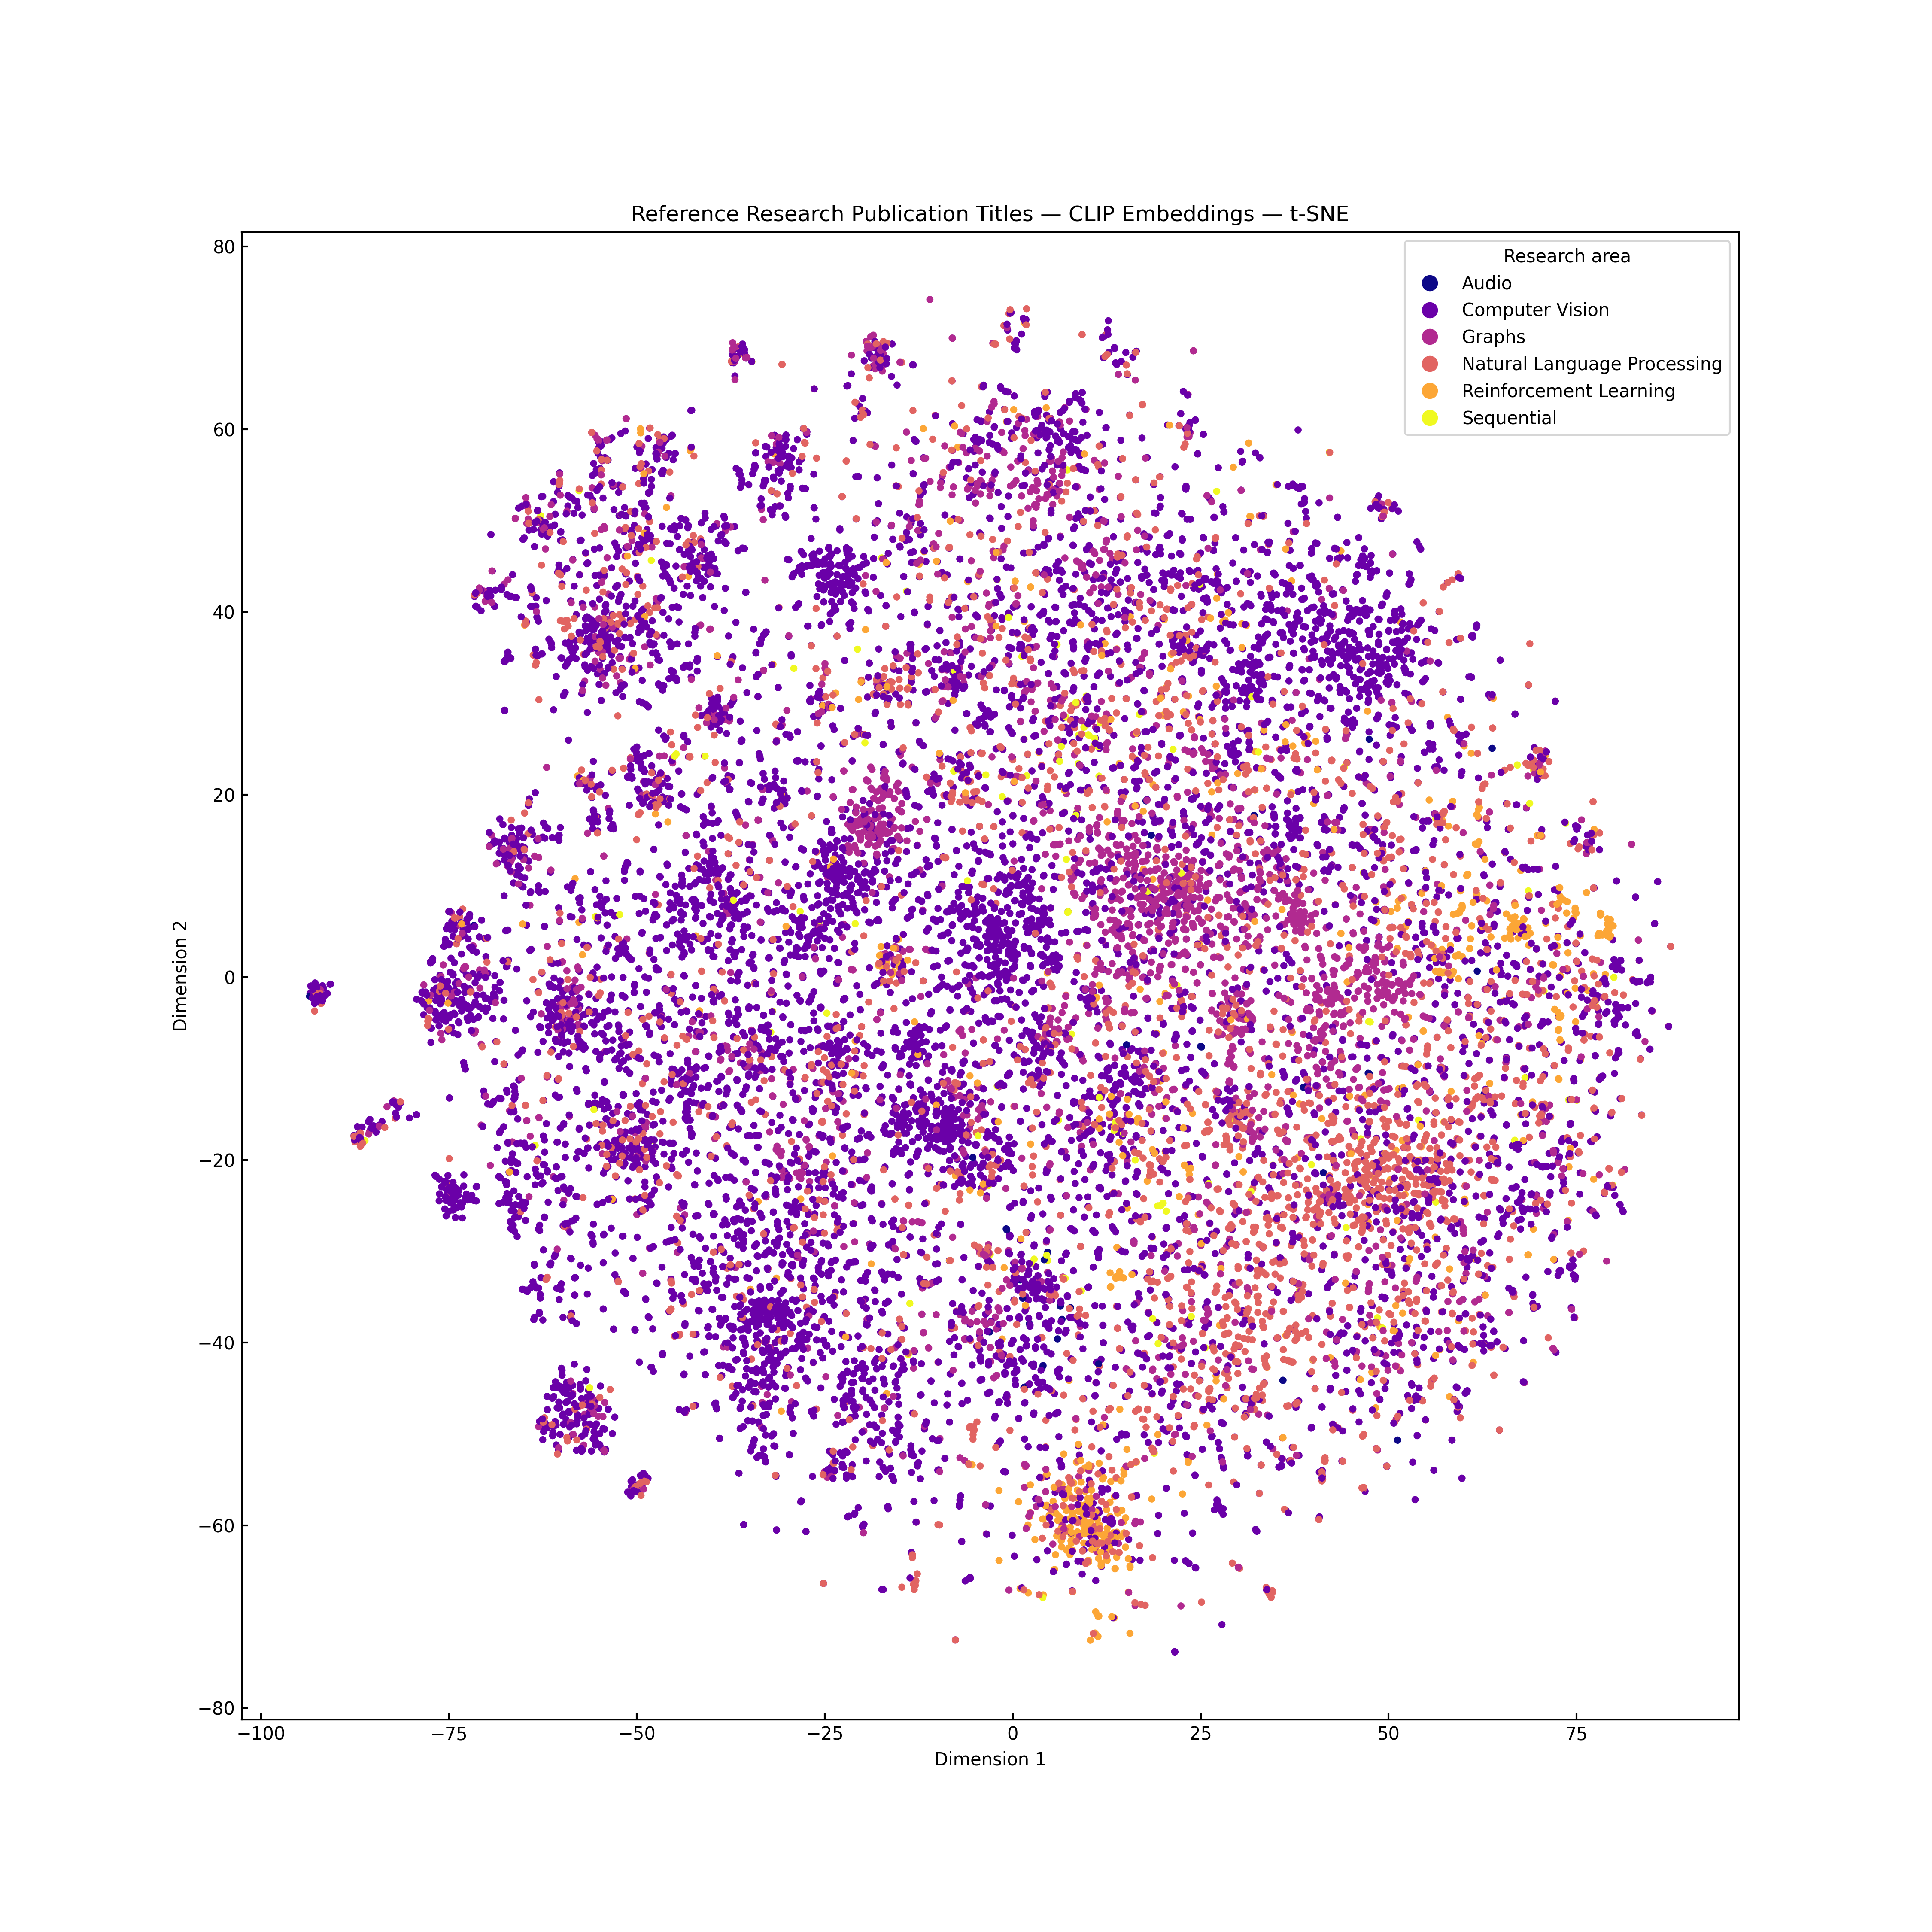 Reference Research Publication Titles — CLIP Embeddings — t-SNE
Research area
Audio
Computer Vision
Graphs
Natural Language Processing
Reinforcement Learning
Sequential
80
60
40
20
0
−20
−40
−60
−80
Dimension 2
−100
−75
−50
−25
0
25
50
75
Dimension 1